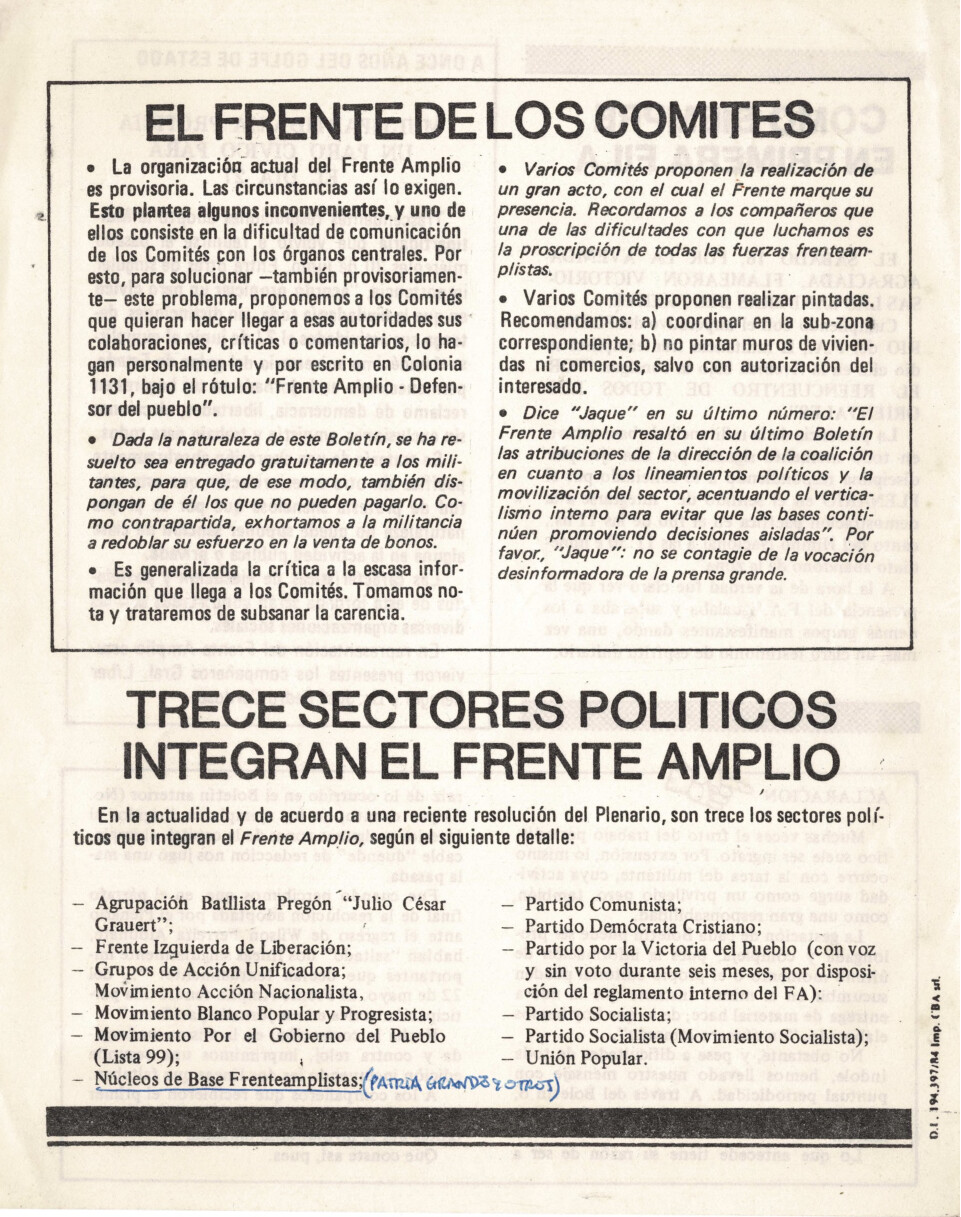 EL FRENTE DE LOS COMITES
• La organización actual del Frente Amplio
es provisoria. Las circunstancias así lo exigen.
Esto plantea algunos inconvenientes, y uno de
ellos consiste en la dificultad de comunicación
de los Comités con los órganos centrales. Por
esto, para solucionar —también provisoriamen-
te— este problema, proponemos a los Comités
que quieran hacer llegar a esas autoridades sus
colaboraciones, críticas o comentarios, lo ha-
gan personalmente y por escrito en Colonia
1131, bajo el rótulo: "Frente Amplio - Defen-
sor del pueblo".
• Dada la naturaleza de este Boletín, se ha re-
suelto sea entregado gratuitamente a los mili-
tantes, para que, de ese modo, también dis-
pongan de él los que no pueden pagarlo. Co-
mo contrapartida, exhortamos a la militancia
a redoblar su esfuerzo en la venta de bonos.
• Es generalizada la crítica a la escasa infor-
mación que llega a los Comités. Tomamos no-
ta y trataremos de subsanar la carencia.
• Varios Comités proponen la realización de
un gran acto, con el cual el Frente marque su
presencia. Recordamos a los compañeros que
una de las dificultades con que luchamos es
la proscripción de todas las fuerzas frenteam-
plistas.
• Varios Comités proponen realizar pintadas.
Recomendamos: a) coordinar en la sub-zona
correspondiente; b) no pintar muros de vivien-
das ni comercios, salvo con autorización del
interesado.
• Dice "Jaque" en su último número: "El
Frente Amplio resaltó en su último Boletín
las atribuciones de la dirección de la coalición
en cuanto a los lineamientos políticos y la
movilización del sector, acentuando el vertica-
lismo interno para evitar que las bases conti-
núen promoviendo decisiones aisladas". Por
favor, "Jaque": no se contagie de la vocación
desinformadora de la prensa grande.
TRECE SECTORES POLITICOS
INTEGRAN EL FRENTE AMPLIO
En la actualidad y de acuerdo a una reciente resolución del Plenario, son trece los sectores polí-
ticos que integran el Frente Amplio, según el siguiente detalle:
— Agrupación Batllista Pregón "Julio César
Grauert";
— Frente Izquierda de Liberación;
— Grupos de Acción Unificadora;
Movimiento Acción Nacionalista,
— Movimiento Blanco Popular y Progresista;
— Movimiento Por el Gobierno del Pueblo
(Lista 99);
— Núcleos de Base Frenteamplistas; (PATRIA GRANDE Y OTROS)
— Partido Comunista;
— Partido Demócrata Cristiano;
— Partido por la Victoria del Pueblo (con voz
y sin voto durante seis meses, por disposi-
ción del reglamento interno del FA):
— Partido Socialista;
— Partido Socialista (Movimiento Socialista);
— Unión Popular.
D.L. 194.397/84 Imp. CBA srl.